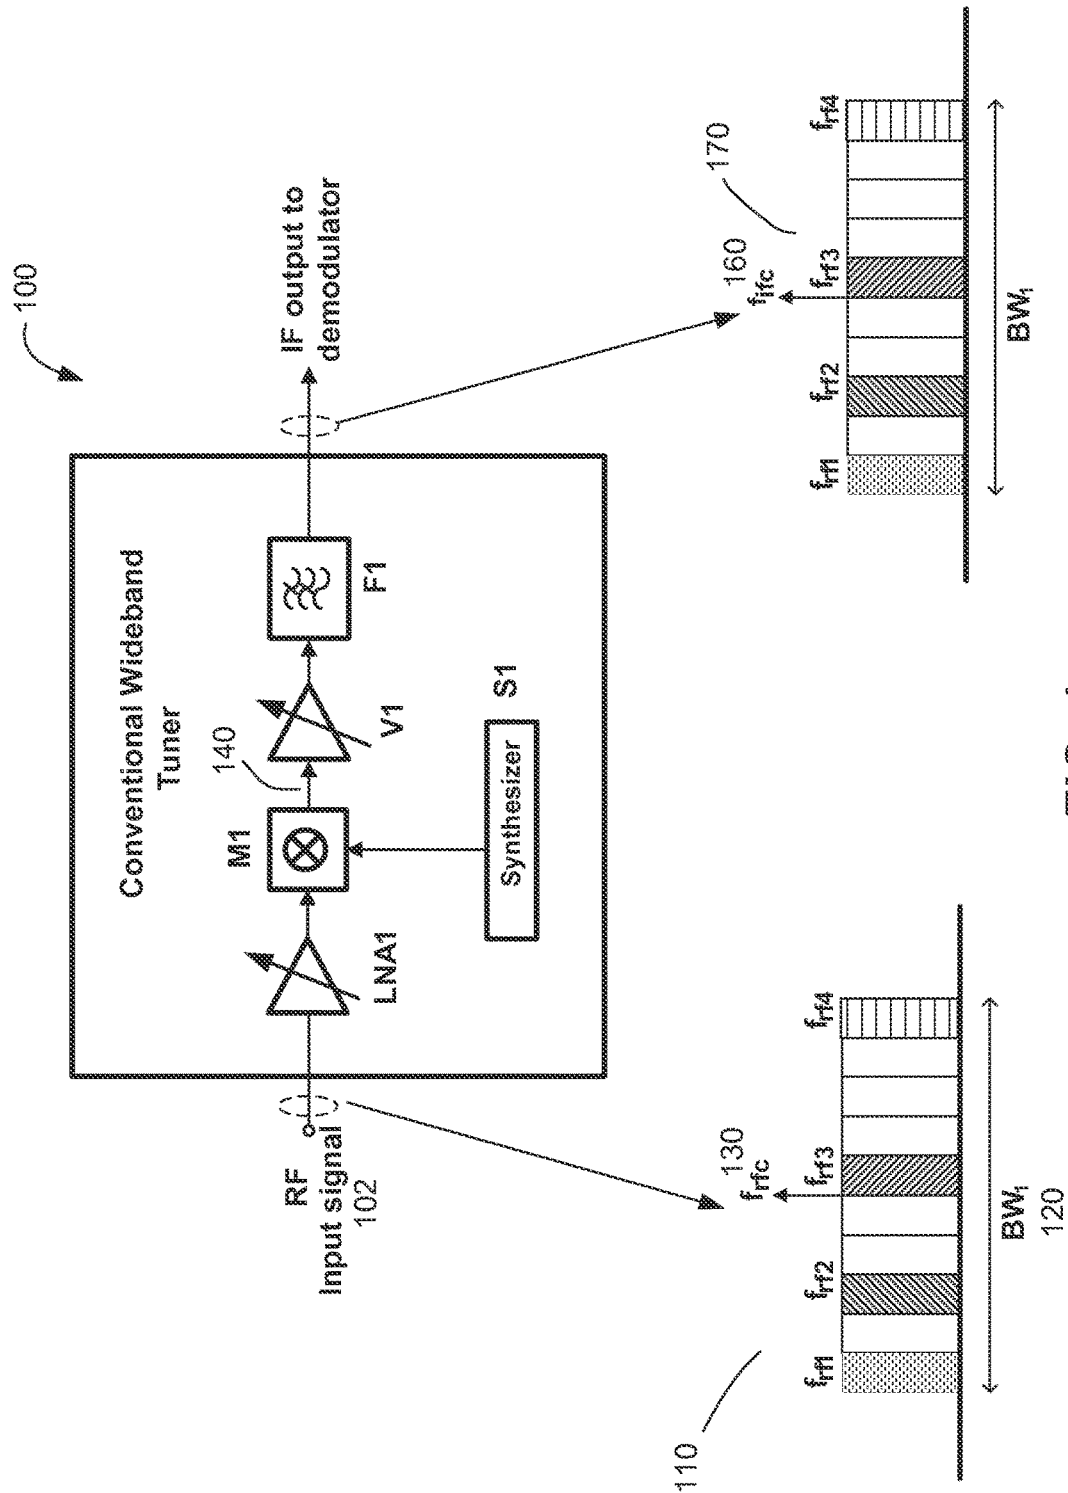 100
Conventional Wideband
Tuner
RF
Input signal
102
LNA1
M1
140
V1
F1
IF output to
demodulator
Synthesizer
S1
110
f_rf1
f_rf2
f_rfc
130
f_rf3
f_rf4
BW₁
120
f_rf1
f_rf2
f_ifc
160
f_rf3
170
f_rf4
BW₁